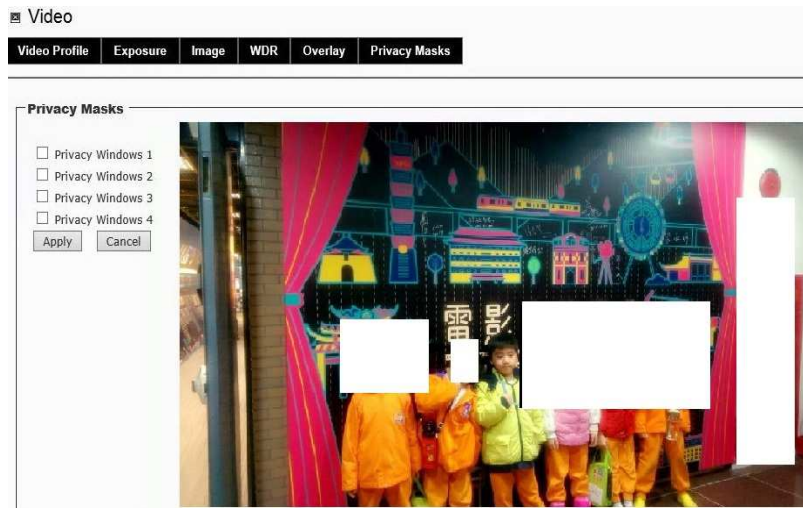 Video
Video Profile Exposure Image WDR Overlay Privacy Masks
Privacy Masks
Privacy Windows 1
Privacy Windows 2
Privacy Windows 3
Privacy Windows 4
Apply Cancel
電影